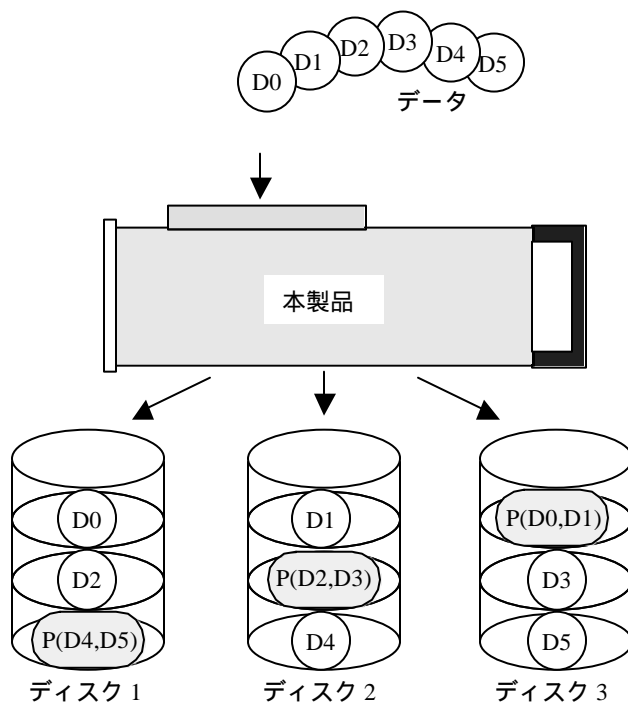 D0 D1 D2 D3 D4 D5
データ
本製品
D0 D1 P(D0,D1)
D2 P(D2,D3) D3
P(D4,D5) D4 D5
ディスク 1 ディスク 2 ディスク 3